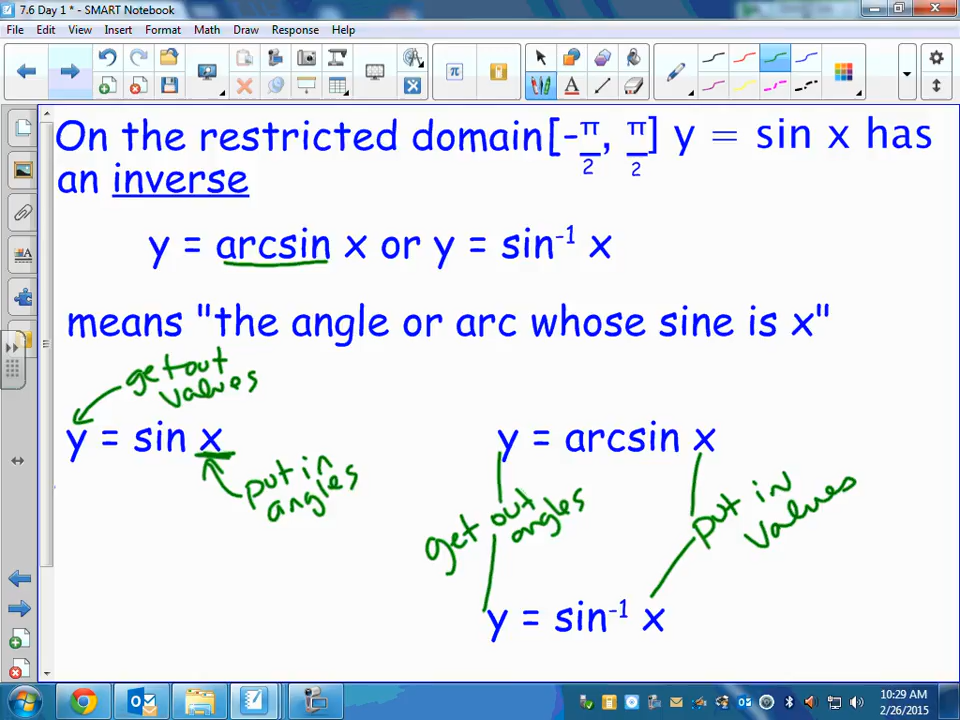 7.6 Day 1 * - SMART Notebook
File Edit View Insert Format Math Draw Response Help
On the restricted domain [-π/2, π/2] y = sin x has
an inverse
y = arcsin x or y = sin⁻¹ x
means "the angle or arc whose sine is x"
get out
values
y = sin x
put in
angles
y = arcsin x
get out
angles
put in
values
y = sin⁻¹ x
10:29 AM
2/26/2015